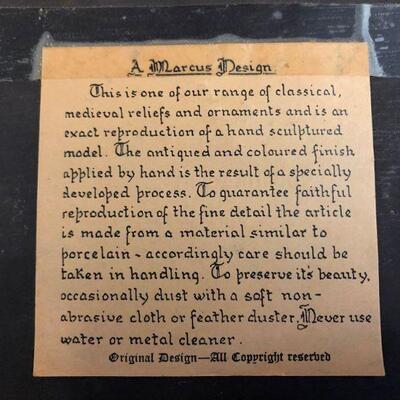 A Marcus Design.
This is one of our range of classical,
medieval reliefs and ornaments and is an
exact reproduction of a hand sculptured
model. The antiqued and coloured finish
applied by hand is the result of a specially
developed process. To guarantee faithful
reproduction of the fine detail the article
is made from a material similar to
porcelain - accordingly care should be
taken in handling. To preserve it's beauty,
occasionally dust with a soft non-
abrasive cloth or feather duster. Never use
water or metal cleaner.
Original Design—All Copyright reserved